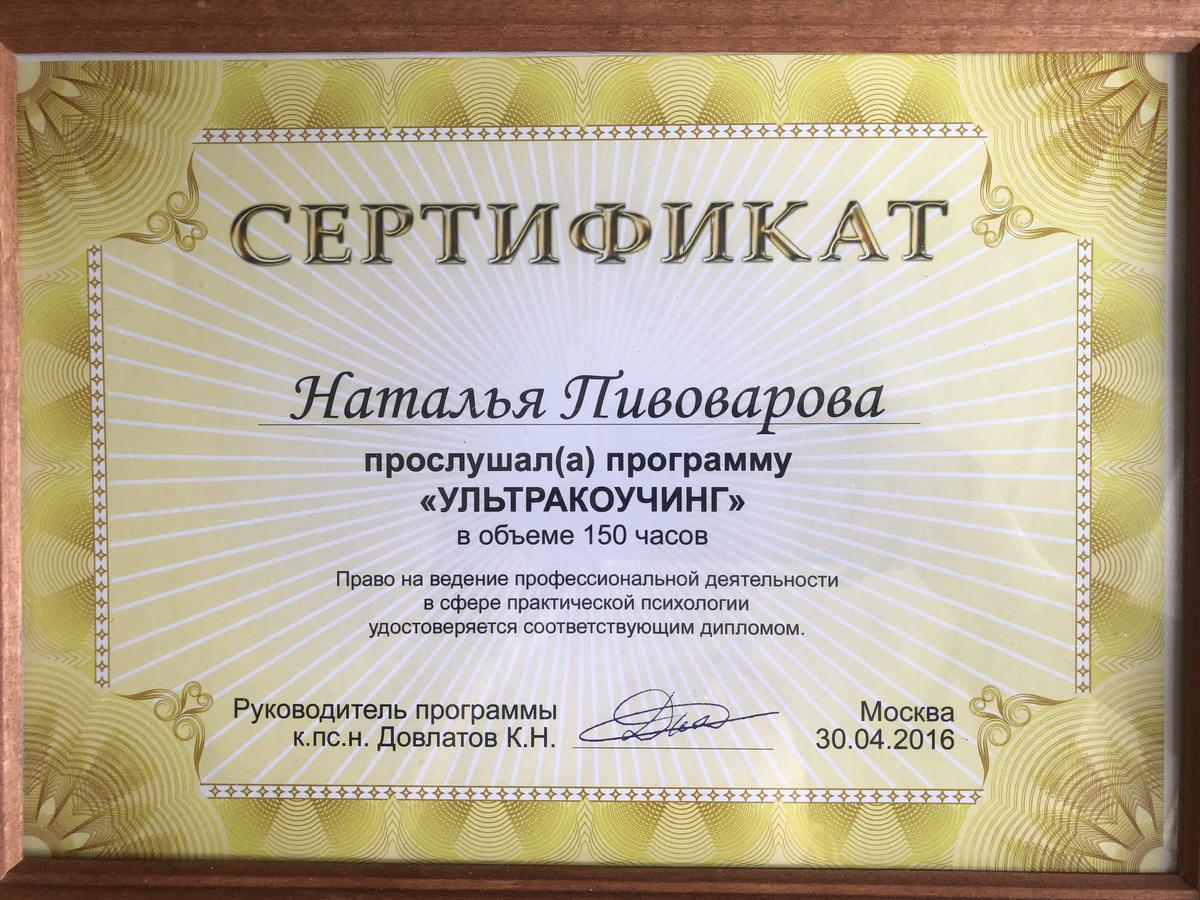 СЕРТИФИКАТ
Наталья Пивоварова
прослушал(а) программу
«УЛЬТРАКОУЧИНГ»
в объеме 150 часов
Право на ведение профессиональной деятельности
в сфере практической психологии
удостоверяется соответствующим дипломом.
Руководитель программы
к.пс.н. Довлатов К.Н.
Москва
30.04.2016